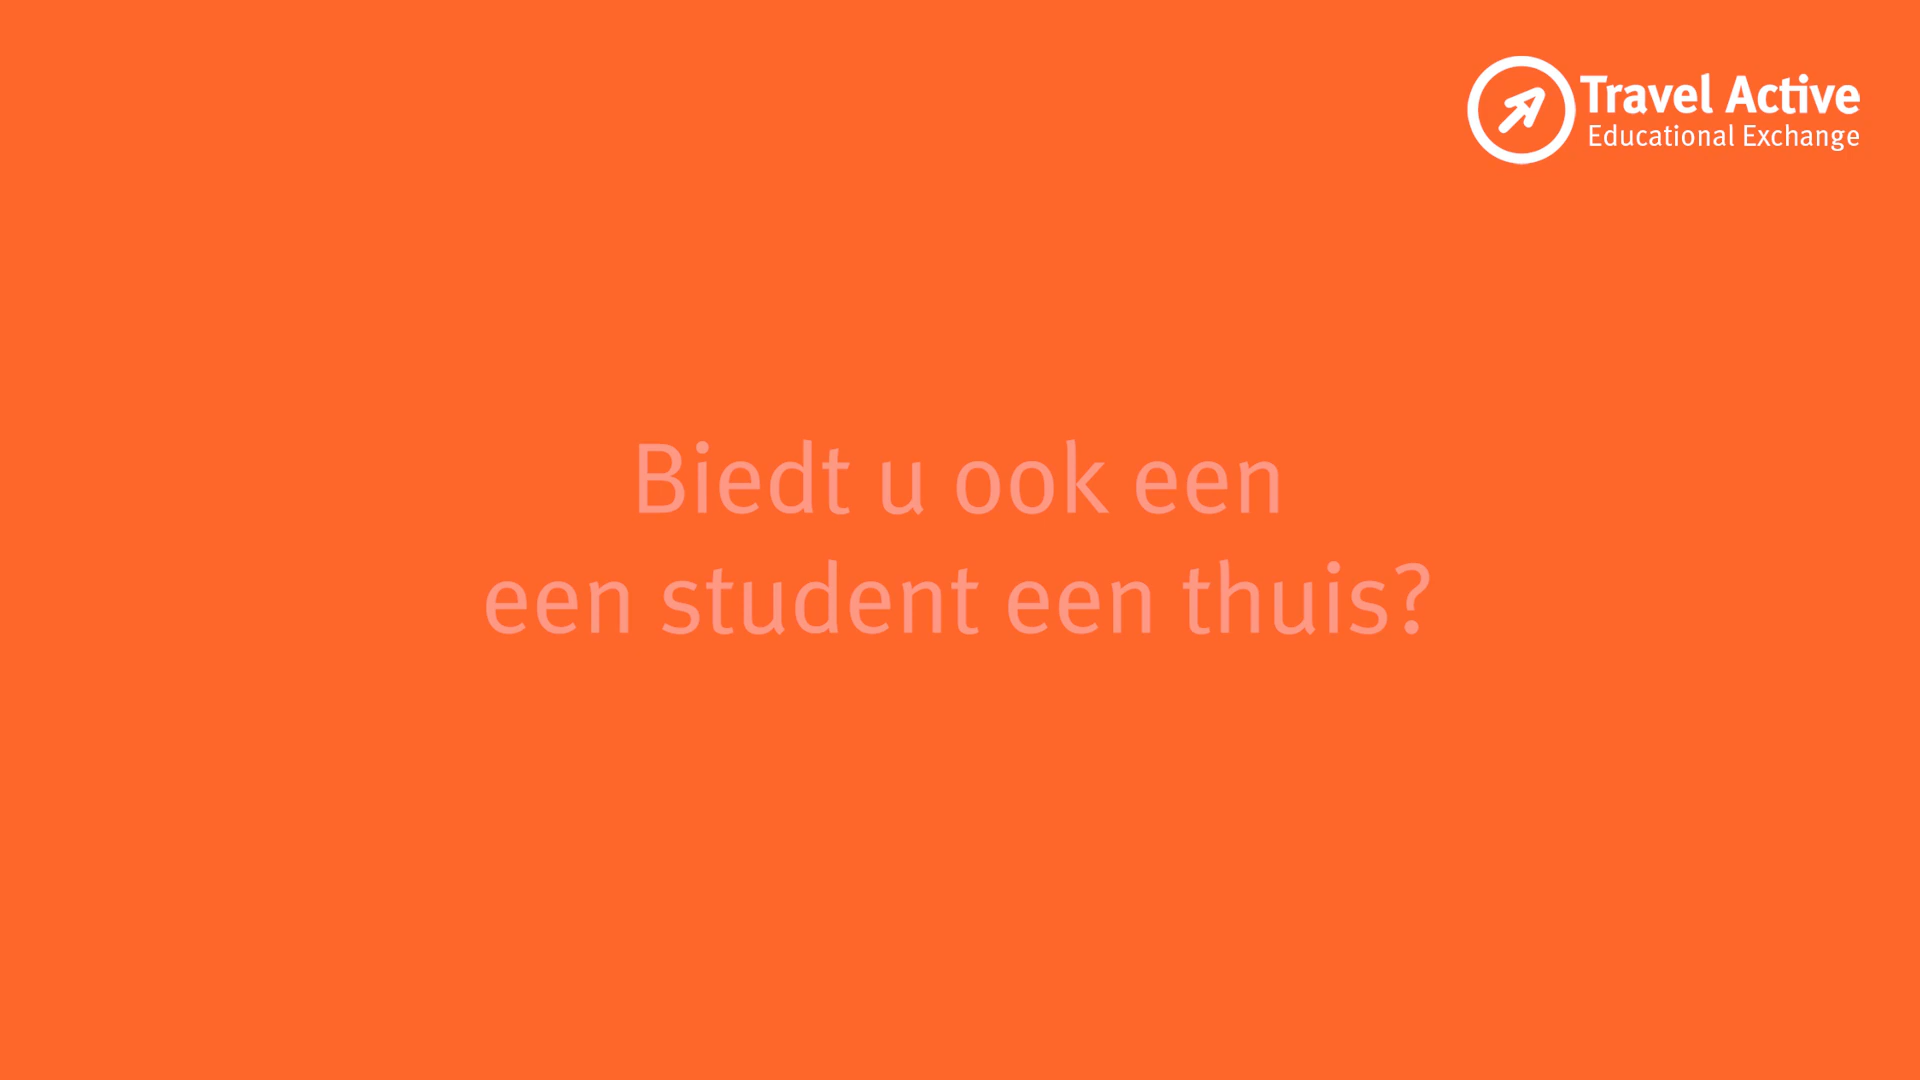 Travel Active
Educational Exchange
Biedt u ook een
een student een thuis?